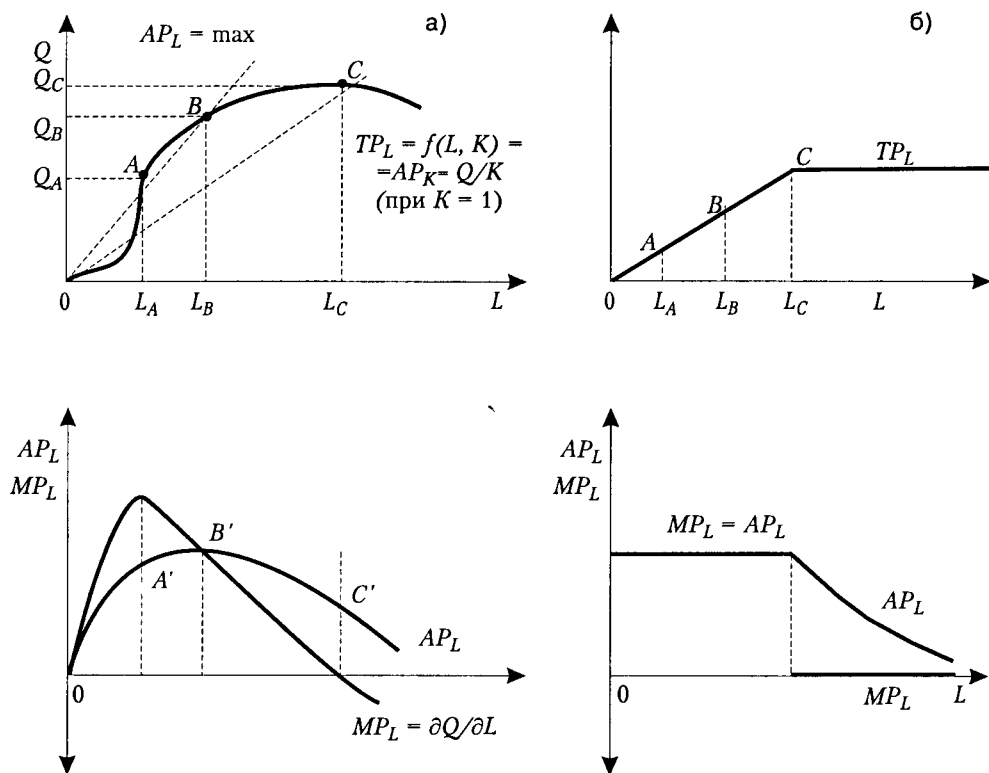 а)
AP_L = max
Q
Q_C
C
B
Q_B
TP_L = f(L, K) =
A
=AP_K= Q/K
Q_A
(при K = 1)
0
L_A
L_B
L_C
L
б)
C
TP_L
B
A
0
L_A
L_B
L_C
L
AP_L
MP_L
B'
A'
C'
AP_L
0
MP_L = ∂Q/∂L
AP_L
MP_L
MP_L = AP_L
AP_L
0
MP_L
L